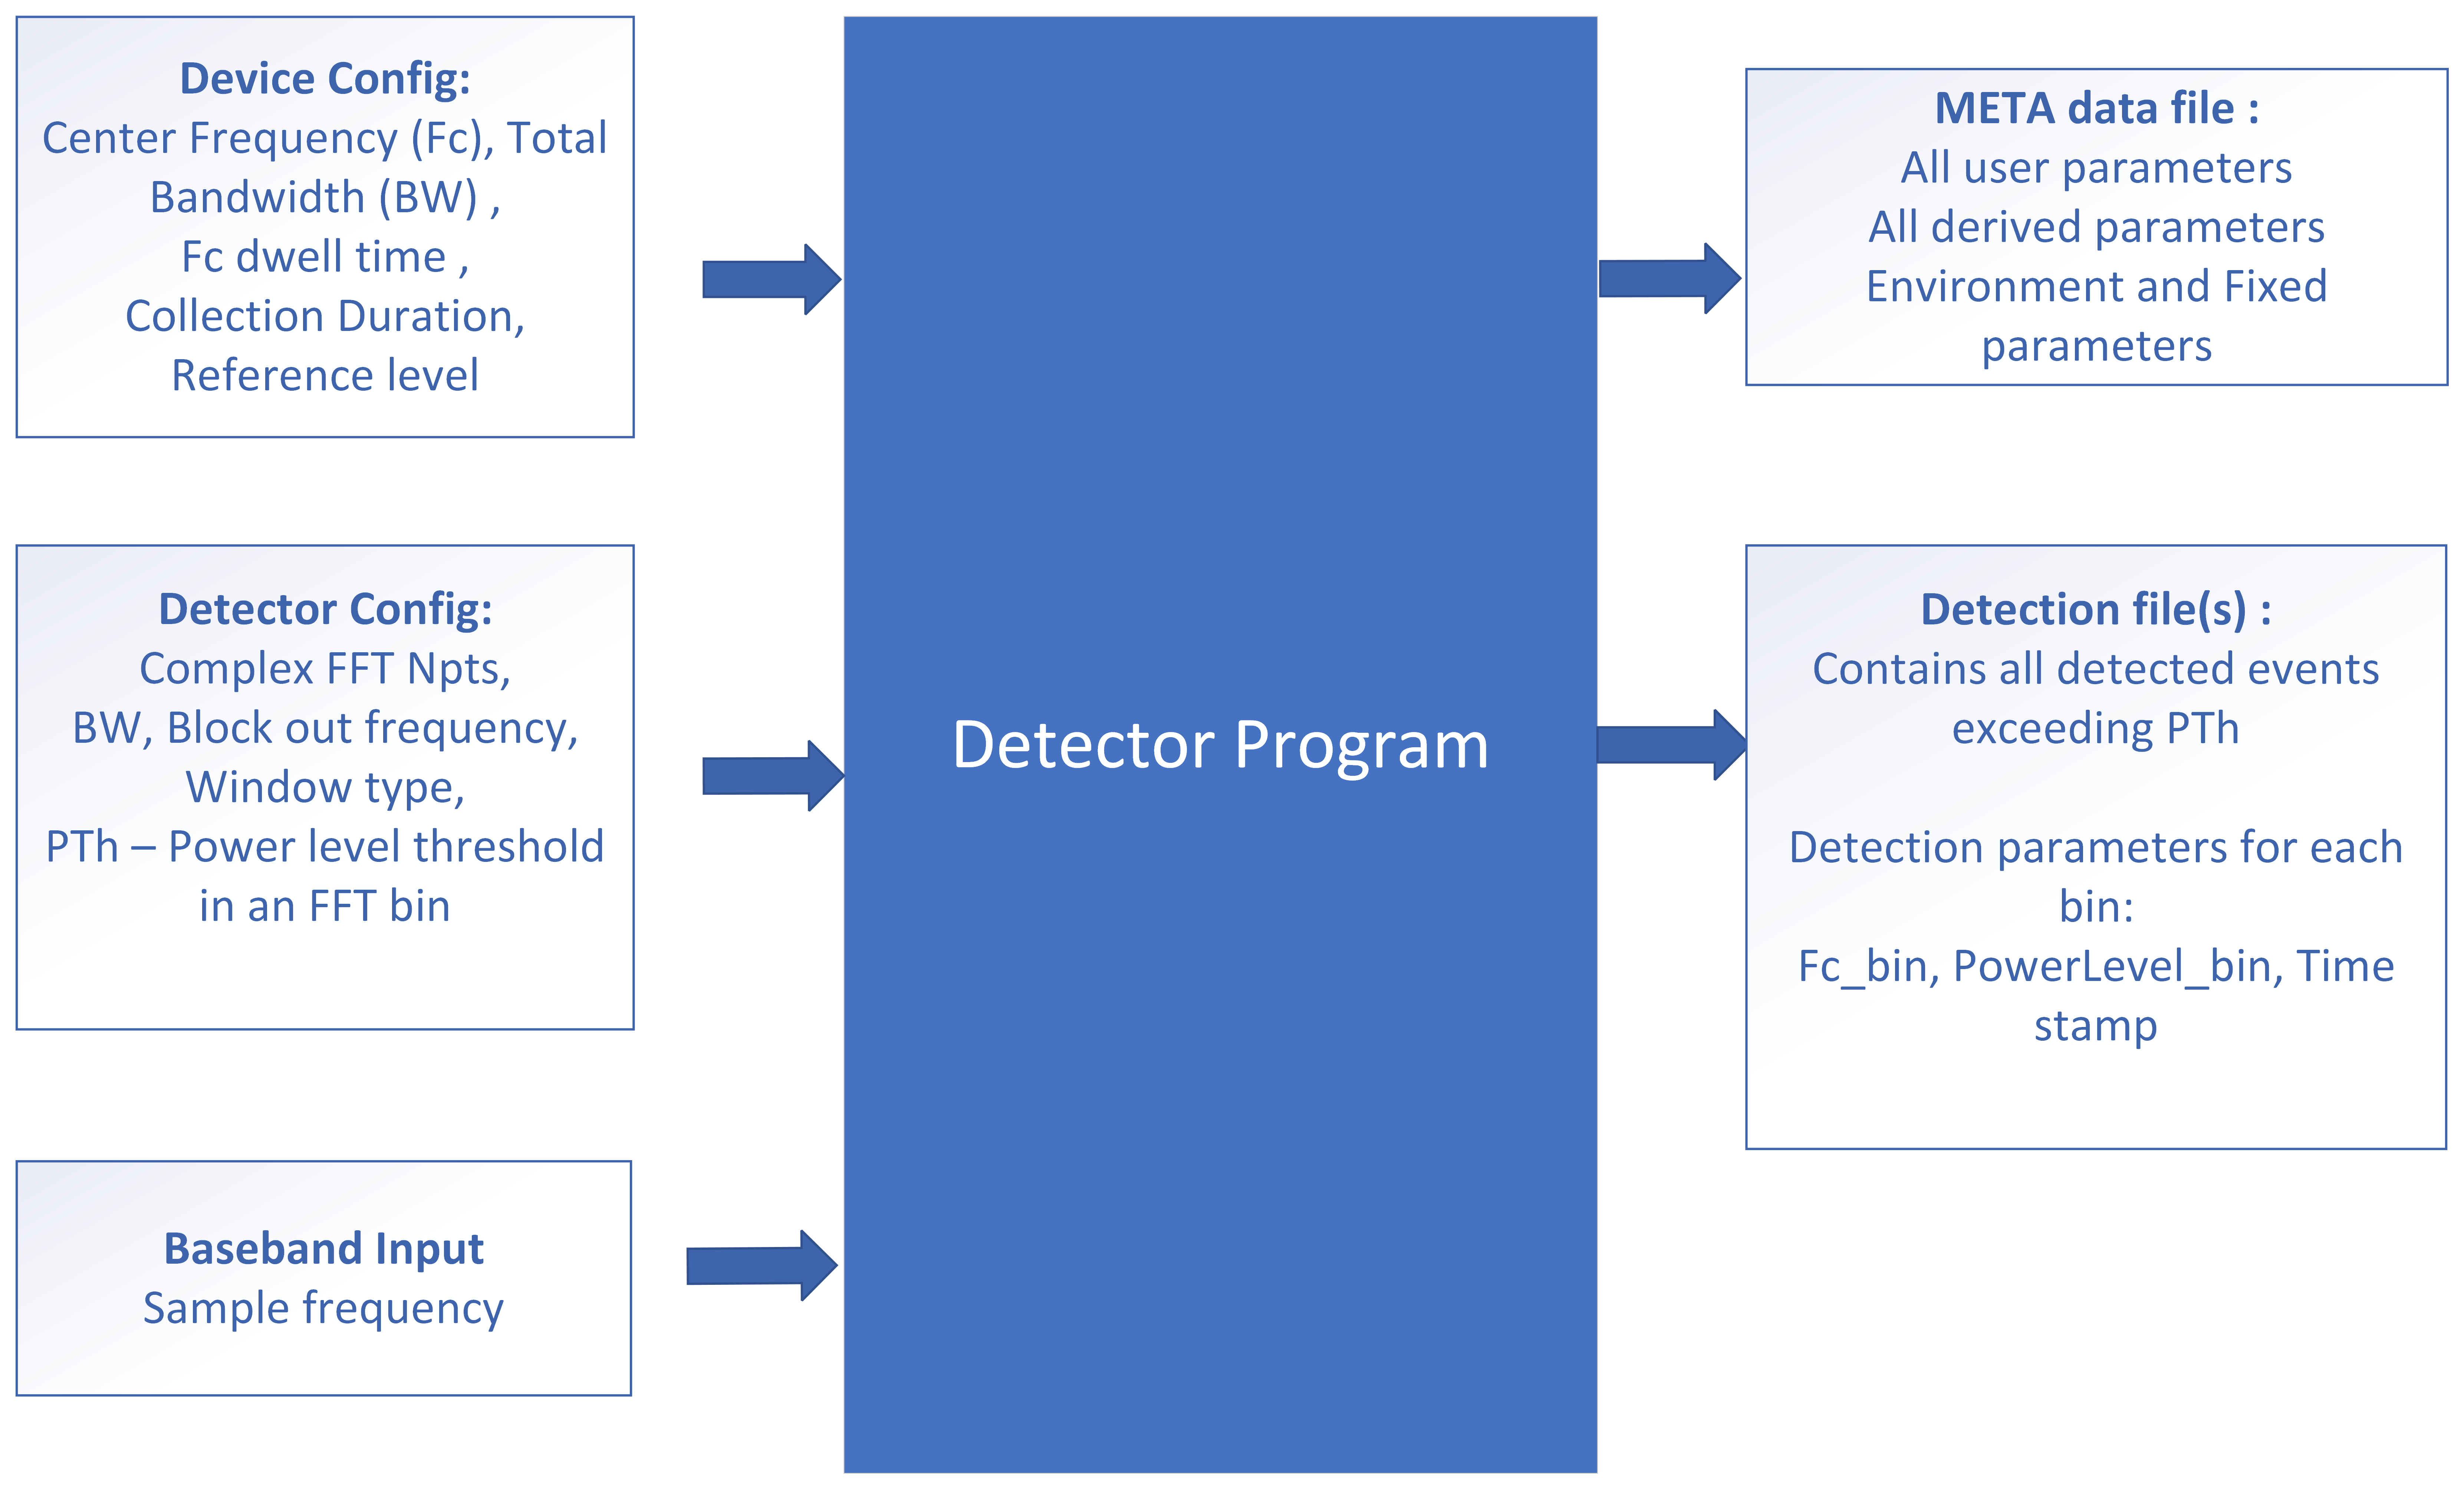 Device Config:
Center Frequency (Fc), Total
Bandwidth (BW) ,
Fc dwell time ,
Collection Duration,
Reference level
Detector Config:
Complex FFT Npts,
BW, Block out frequency,
Window type,
PTh – Power level threshold
in an FFT bin
Baseband Input
Sample frequency
Detector Program
META data file :
All user parameters
All derived parameters
Environment and Fixed
parameters
Detection file(s) :
Contains all detected events
exceeding PTh
Detection parameters for each
bin:
Fc_bin, PowerLevel_bin, Time
stamp